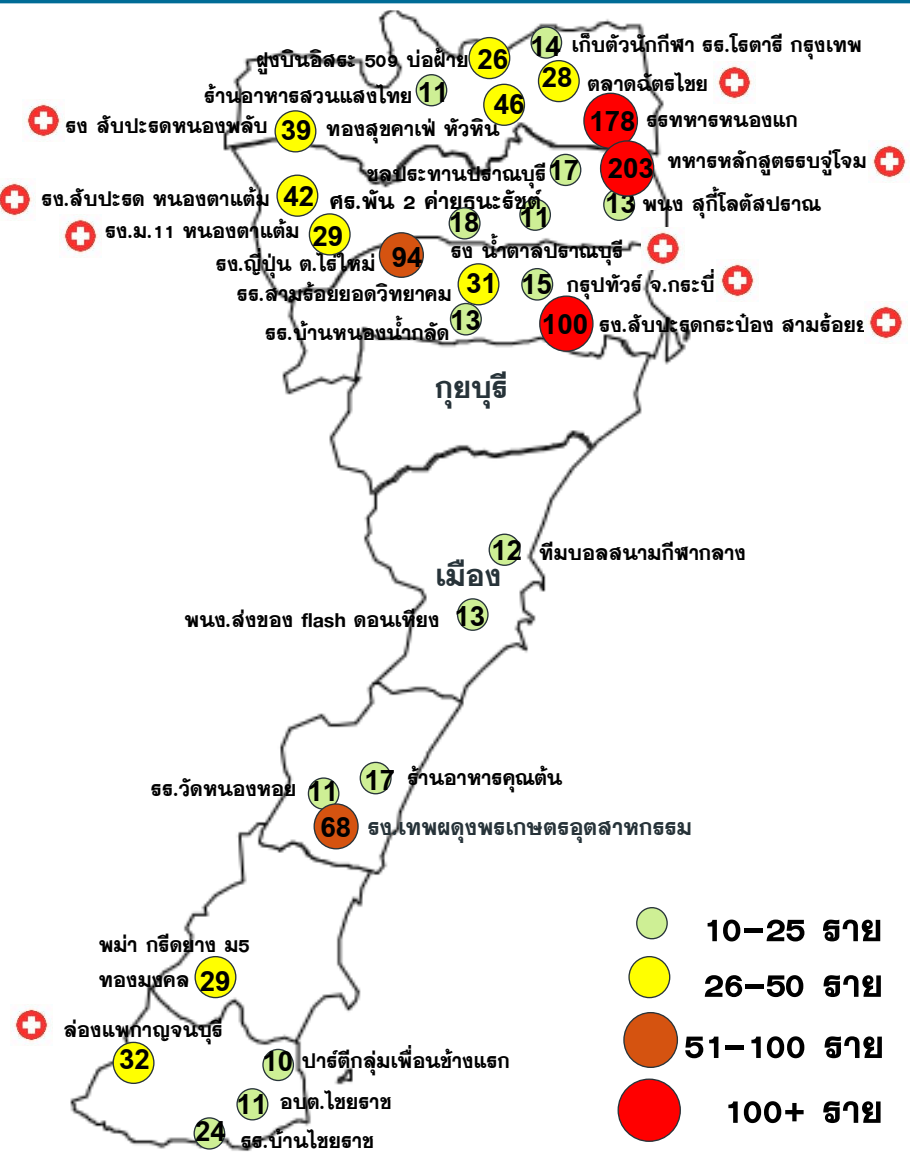 14 เก็บตัวนักกีฬา รร.โรตารี กรุงเทพ
ฝูงบินอิสระ 509 บ่อฝ้าย 26
28 ตลาดฉัตรไชย
ร้านอาหารสวนแสงไทย 11
46
รง สับปะรดหนองพลับ 39 ทองสุขคาเฟ่ หัวหิน
178 รรทหารหนองแก
203 ทหารหลักสูตรรบจู่โจม
ชลประทานปราณบุรี 17
รง.สับปะรด หนองตาแต้ม 42 ศร.พัน 2 ค่ายธนะรัชต์
18 11 13 พนง สุกี้โลตัสปราณ
รง.ม.11 หนองตาแต้ม 29
รง น้ำตาลปราณบุรี
รง.ญี่ปุ่น ต.ไร่ใหม่ 94
รร.สามร้อยยอดวิทยาคม 31 15 กรุปทัวร์ จ.กระบี่
รร.บ้านหนองน้ำกลัด 13 100 รง.สับปะรดกระป๋อง สามร้อยย
กุยบุรี
12 ทีมบอลสนามกีฬากลาง
เมือง
พนง.ส่งของ flash ดอนเทียง 13
17 ร้านอาหารคุณต้น
รร.วัดหนองหอย 11
68 รง.เทพผดุงพรเกษตรอุตสาหกรรม
พม่า กรีดยาง ม5
ทองมงคล 29
ล่องแพกาญจนบุรี
32
10 ปาร์ตีกลุ่มเพื่อนช้างแรก
11 อบต.ไชยราช
24 รร.บ้านไชยราช
10-25 ราย
26-50 ราย
51-100 ราย
100+ ราย